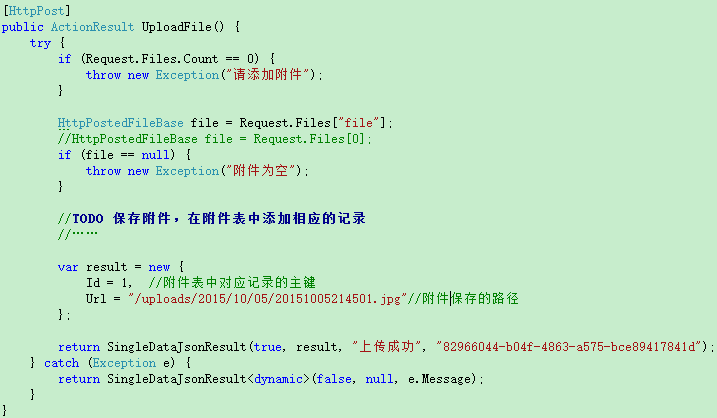 [HttpPost]
public ActionResult UploadFile() {
    try {
        if (Request.Files.Count == 0) {
            throw new Exception("请添加附件");
        }

        HttpPostedFileBase file = Request.Files["file"];
        //HttpPostedFileBase file = Request.Files[0];
        if (file == null) {
            throw new Exception("附件为空");
        }

        //TODO 保存附件，在附件表中添加相应的记录
        //……

        var result = new {
            Id = 1,  //附件表中对应记录的主键
            Url = "/uploads/2015/10/05/20151005214501.jpg"//附件保存的路径
        };

        return SingleDataJsonResult(true, result, "上传成功", "82966044-b04f-4863-a575-bce89417841d");
    } catch (Exception e) {
        return SingleDataJsonResult<dynamic>(false, null, e.Message);
    }
}